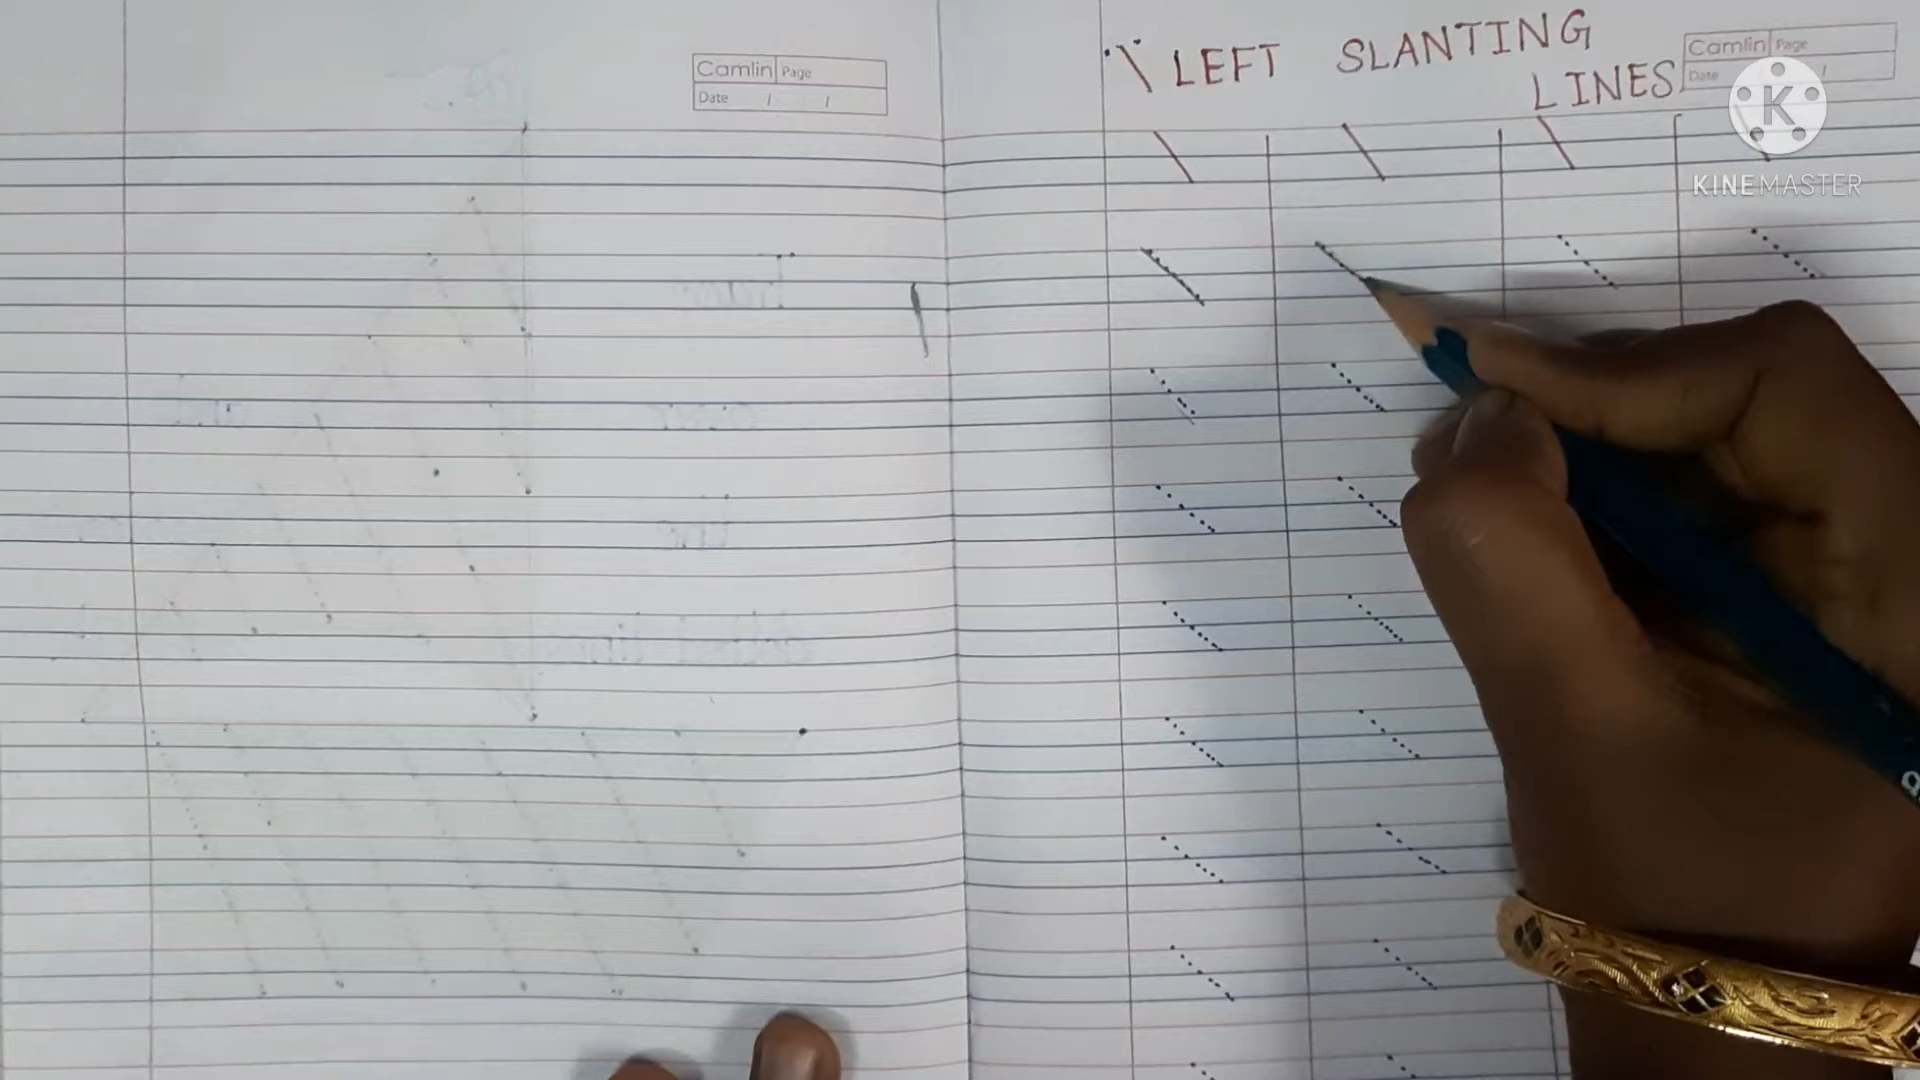 Camlin Page
Date / /
LEFT SLANTING
LINES
Camlin Page
Date /
K
KINEMASTER